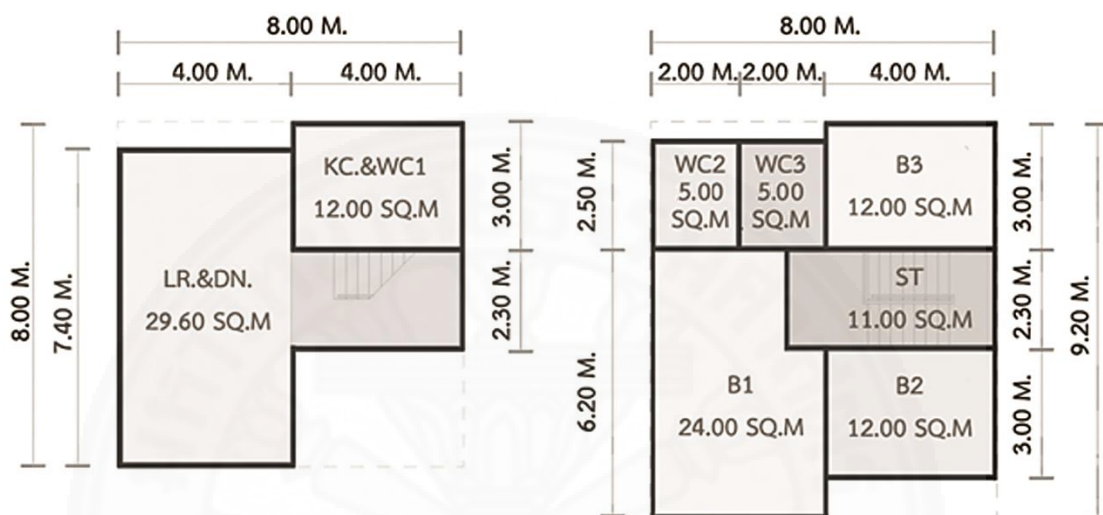 8.00 M.
4.00 M.
4.00 M.
8.00 M.
7.40 M.
KC.&WC1
12.00 SQ.M
LR.&DN.
29.60 SQ.M
3.00 M.
2.30 M.
8.00 M.
2.00 M.
2.00 M.
4.00 M.
2.50 M.
6.20 M.
WC2
5.00
SQ.M
WC3
5.00
SQ.M
B3
12.00 SQ.M
ST
11.00 SQ.M
B1
24.00 SQ.M
B2
12.00 SQ.M
3.00 M.
2.30 M.
3.00 M.
9.20 M.